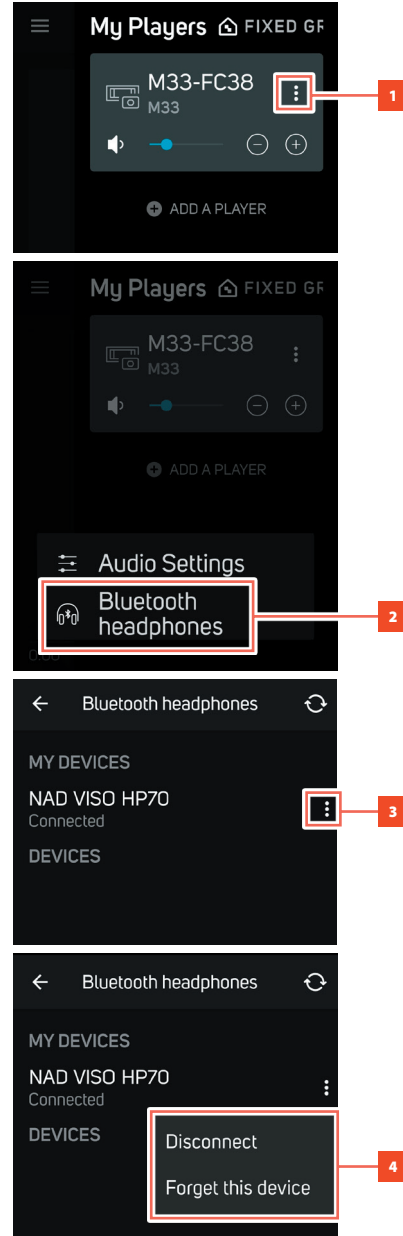 My Players FIXED GR
M33-FC38
M33
1
ADD A PLAYER
My Players FIXED GR
M33-FC38
M33
ADD A PLAYER
Audio Settings
Bluetooth
headphones
2
0:00
Bluetooth headphones
MY DEVICES
NAD VISO HP70
Connected
3
DEVICES
Bluetooth headphones
MY DEVICES
NAD VISO HP70
Connected
DEVICES
Disconnect
Forget this device
4